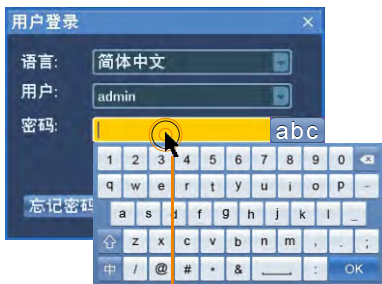 用户登录 ×
语言: 简体中文
用户: admin
密码: abc
1 2 3 4 5 6 7 8 9 0
q w e r t y u i o p -
忘记密码
a s d f g h j k l _
z x c v b n m , . ;
中 / @ # · & :  OK